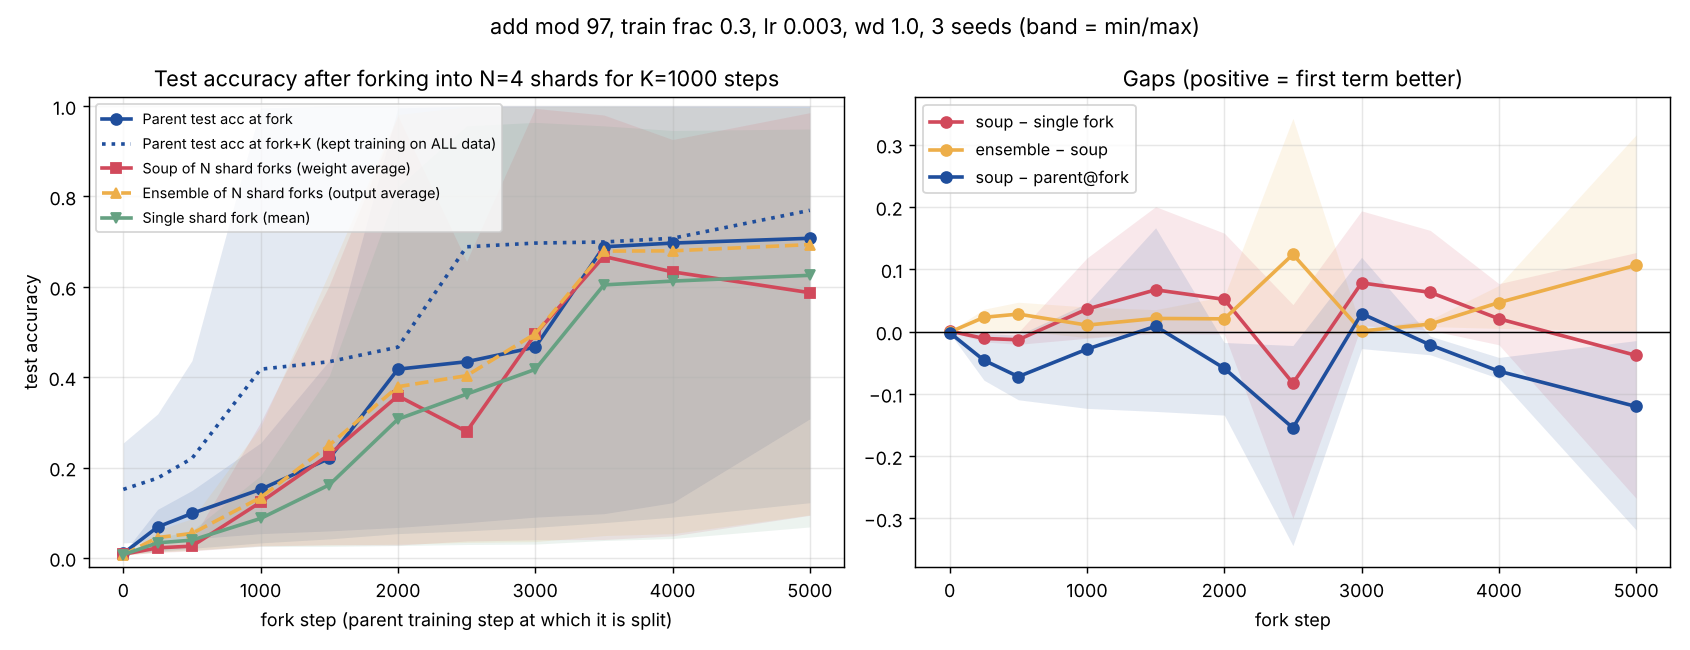 add mod 97, train frac 0.3, lr 0.003, wd 1.0, 3 seeds (band = min/max)
Test accuracy after forking into N=4 shards for K=1000 steps
1.0
0.8
0.6
0.4
0.2
0.0
test accuracy
Parent test acc at fork
Parent test acc at fork+K (kept training on ALL data)
Soup of N shard forks (weight average)
Ensemble of N shard forks (output average)
Single shard fork (mean)
0 1000 2000 3000 4000 5000
fork step (parent training step at which it is split)
Gaps (positive = first term better)
0.3
0.2
0.1
0.0
−0.1
−0.2
−0.3
soup − single fork
ensemble − soup
soup − parent@fork
0 1000 2000 3000 4000 5000
fork step